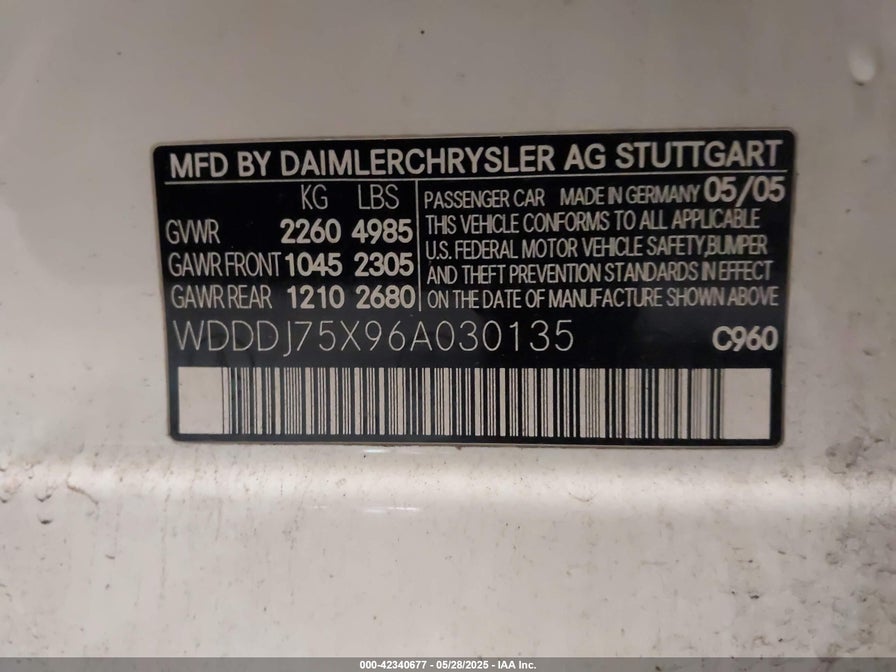 MFD BY DAIMLERCHRYSLER AG STUTTGART
KG LBS
GVWR 2260 4985
GAWR FRONT 1045 2305
GAWR REAR 1210 2680
PASSENGER CAR MADE IN GERMANY 05/05
THIS VEHICLE CONFORMS TO ALL APPLICABLE
U.S. FEDERAL MOTOR VEHICLE SAFETY,BUMPER
AND THEFT PREVENTION STANDARDS IN EFFECT
ON THE DATE OF MANUFACTURE SHOWN ABOVE
WDDDJ75X96A030135 C960
000-42340677 - 05/28/2025 - IAA Inc.